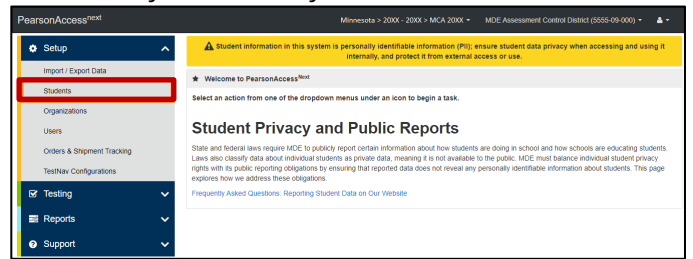 PearsonAccessnext
Minnesota > 20XX - 20XX > MCA 20XX
MDE Assessment Control District (5555-09-000)
Setup
Import / Export Data
Students
Organizations
Users
Orders & Shipment Tracking
TestNav Configurations
Testing
Reports
Support
Student information in this system is personally identifiable information (PII); ensure student data privacy when accessing and using it
internally, and protect it from external access or use.
Welcome to PearsonAccessNext
Select an action from one of the dropdown menus under an icon to begin a task.
Student Privacy and Public Reports
State and federal laws require MDE to publicly report certain information about how students are doing in school and how schools are educating students.
Laws also classify data about individual students as private data, meaning it is not available to the public. MDE must balance individual student privacy
rights with its public reporting obligations by ensuring that reported data does not reveal any personally identifiable information about students. This page
explores how we address these obligations.
Frequently Asked Questions: Reporting Student Data on Our Website